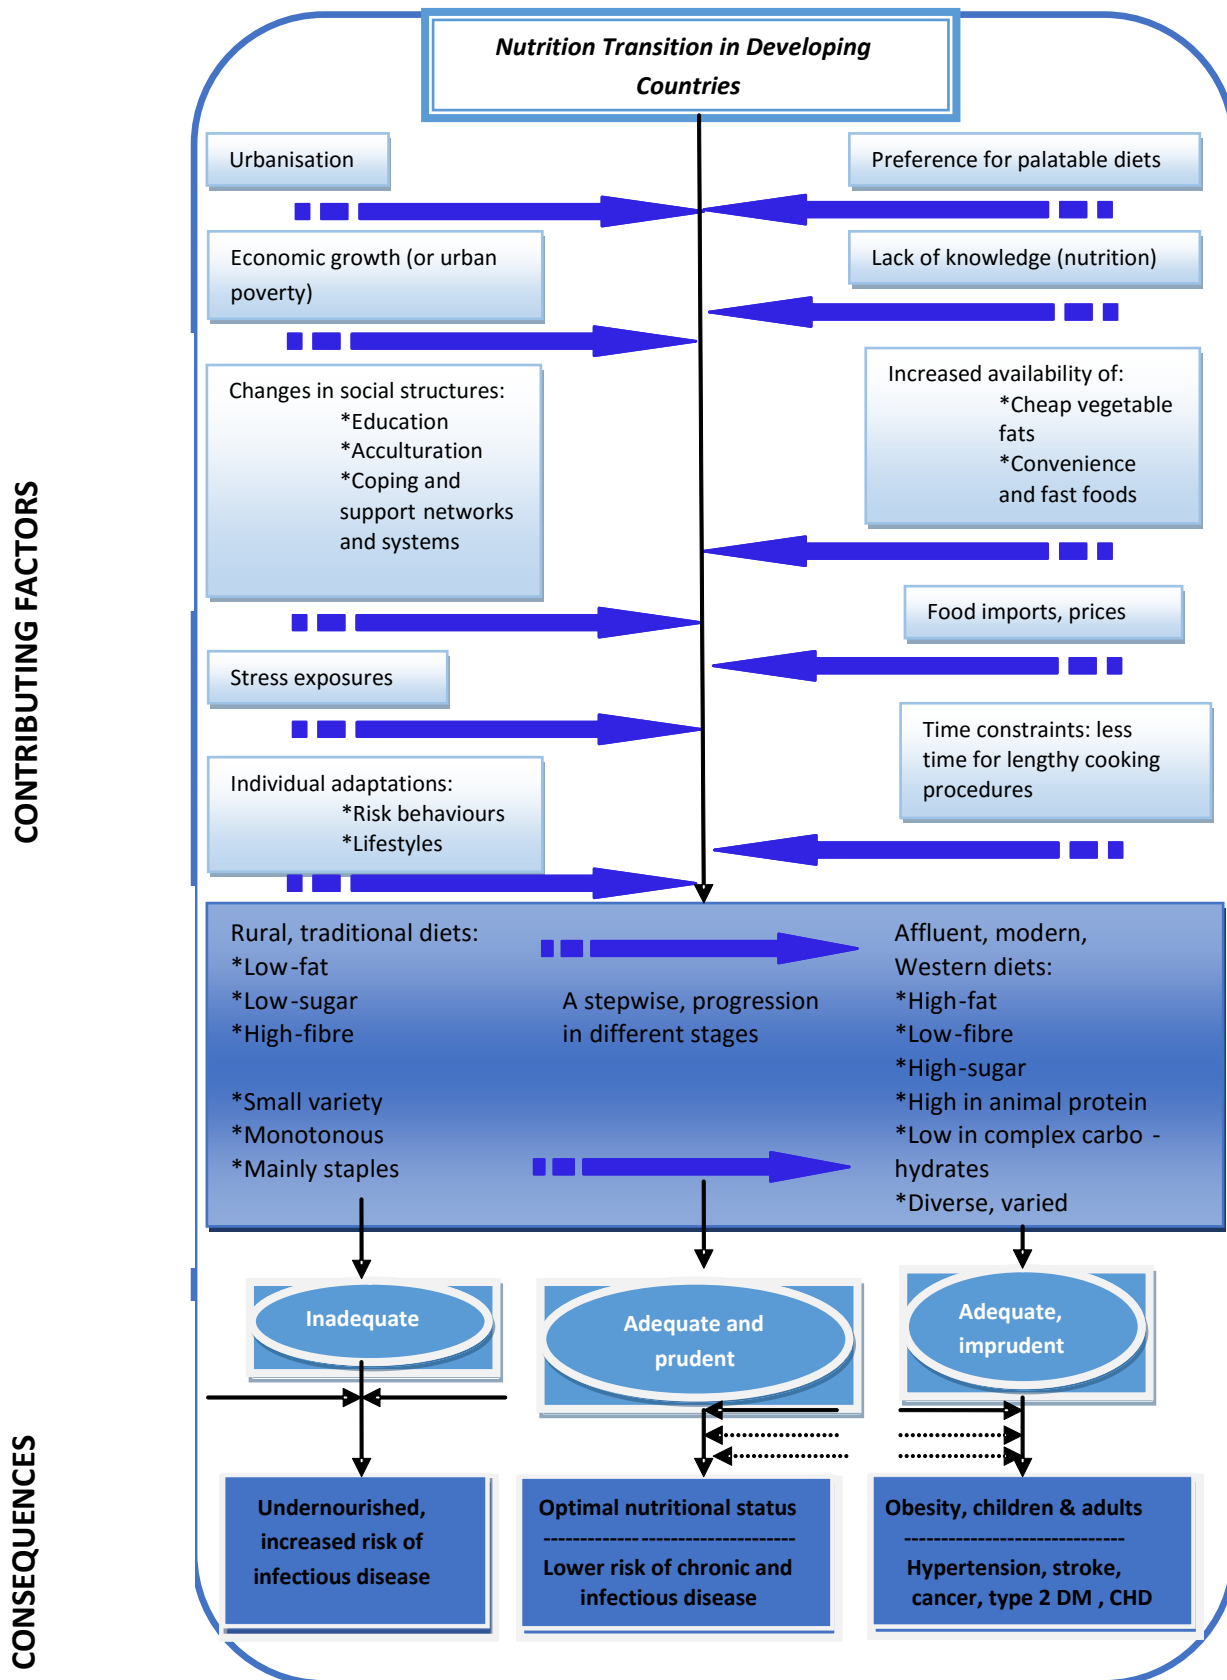 Nutrition Transition in Developing
Countries
CONTRIBUTING FACTORS
Urbanisation
Preference for palatable diets
Economic growth (or urban
poverty)
Lack of knowledge (nutrition)
Changes in social structures:
*Education
*Acculturation
*Coping and
support networks
and systems
Increased availability of:
*Cheap vegetable
fats
*Convenience
and fast foods
Food imports, prices
Stress exposures
Time constraints: less
time for lengthy cooking
procedures
Individual adaptations:
*Risk behaviours
*Lifestyles
Rural, traditional diets:
*Low-fat
*Low-sugar
*High-fibre
*Small variety
*Monotonous
*Mainly staples
A stepwise, progression
in different stages
Affluent, modern,
Western diets:
*High-fat
*Low-fibre
*High-sugar
*High in animal protein
*Low in complex carbo -
hydrates
*Diverse, varied
Inadequate
Adequate and
prudent
Adequate,
imprudent
CONSEQUENCES
Undernourished,
increased risk of
infectious disease
Optimal nutritional status
----------------------------------
Lower risk of chronic and
infectious disease
Obesity, children & adults
------------------------------
Hypertension, stroke,
cancer, type 2 DM , CHD